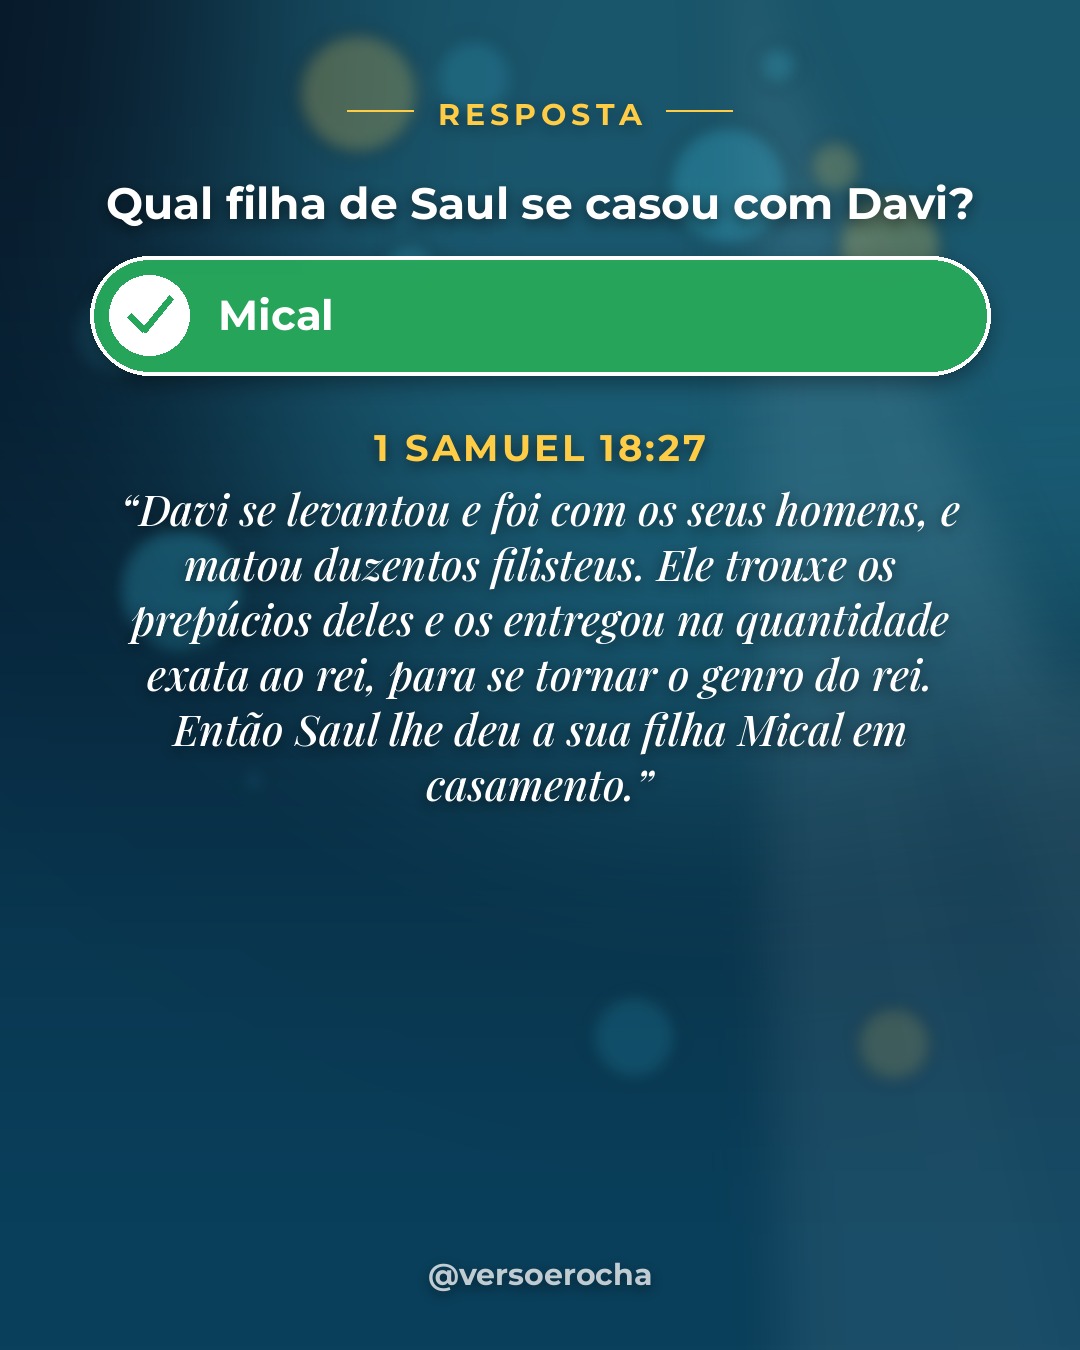 RESPOSTA
Qual filha de Saul se casou com Davi?
Mical
1 SAMUEL 18:27
“Davi se levantou e foi com os seus homens, e
matou duzentos filisteus. Ele trouxe os
prepúcios deles e os entregou na quantidade
exata ao rei, para se tornar o genro do rei.
Então Saul lhe deu a sua filha Mical em
casamento.”
@versoerocha